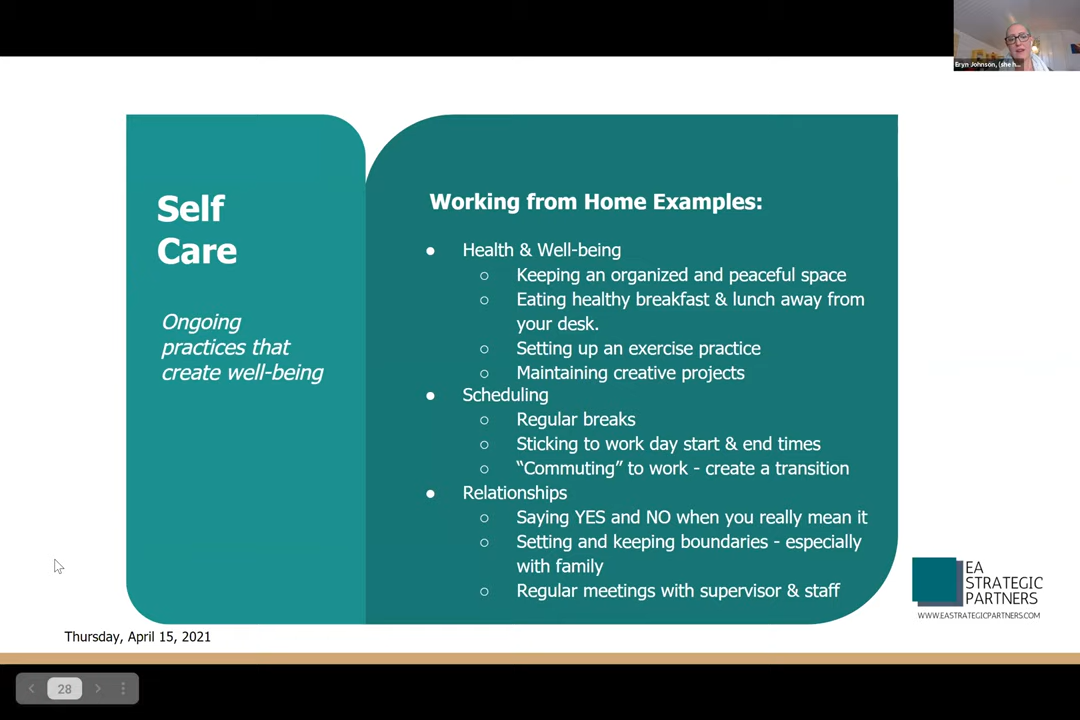 Eryn Johnson, (she h...
Self
Care
Ongoing
practices that
create well-being
Working from Home Examples:
● Health & Well-being
○ Keeping an organized and peaceful space
○ Eating healthy breakfast & lunch away from
your desk.
○ Setting up an exercise practice
○ Maintaining creative projects
● Scheduling
○ Regular breaks
○ Sticking to work day start & end times
○ “Commuting” to work - create a transition
● Relationships
○ Saying YES and NO when you really mean it
○ Setting and keeping boundaries - especially
with family
○ Regular meetings with supervisor & staff
EA
STRATEGIC
PARTNERS
WWW.EASTRATEGICPARTNERS.COM
Thursday, April 15, 2021
28